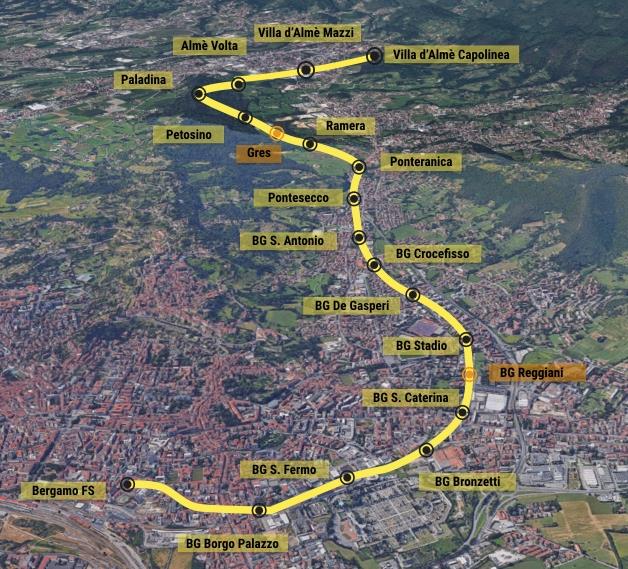 Villa d'Almè Mazzi
Almè Volta
Villa d'Almè Capolinea
Paladina
Petosino
Ramera
Gres
Ponteranica
Pontesecco
BG S. Antonio
BG Crocefisso
BG De Gasperi
BG Stadio
BG Reggiani
BG S. Caterina
BG S. Fermo
BG Bronzetti
Bergamo FS
BG Borgo Palazzo